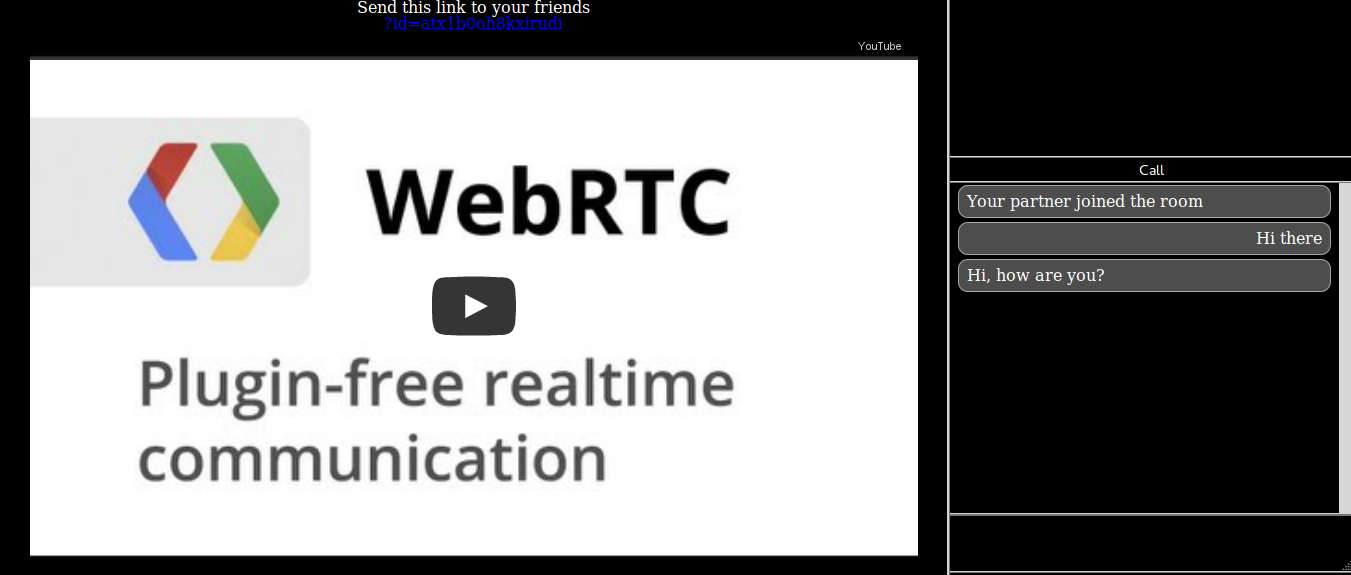 Send this link to your friends
?id=atx1b0oh8kxirudi
YouTube
WebRTC
Plugin-free realtime
communication
Call
Your partner joined the room
Hi there
Hi, how are you?